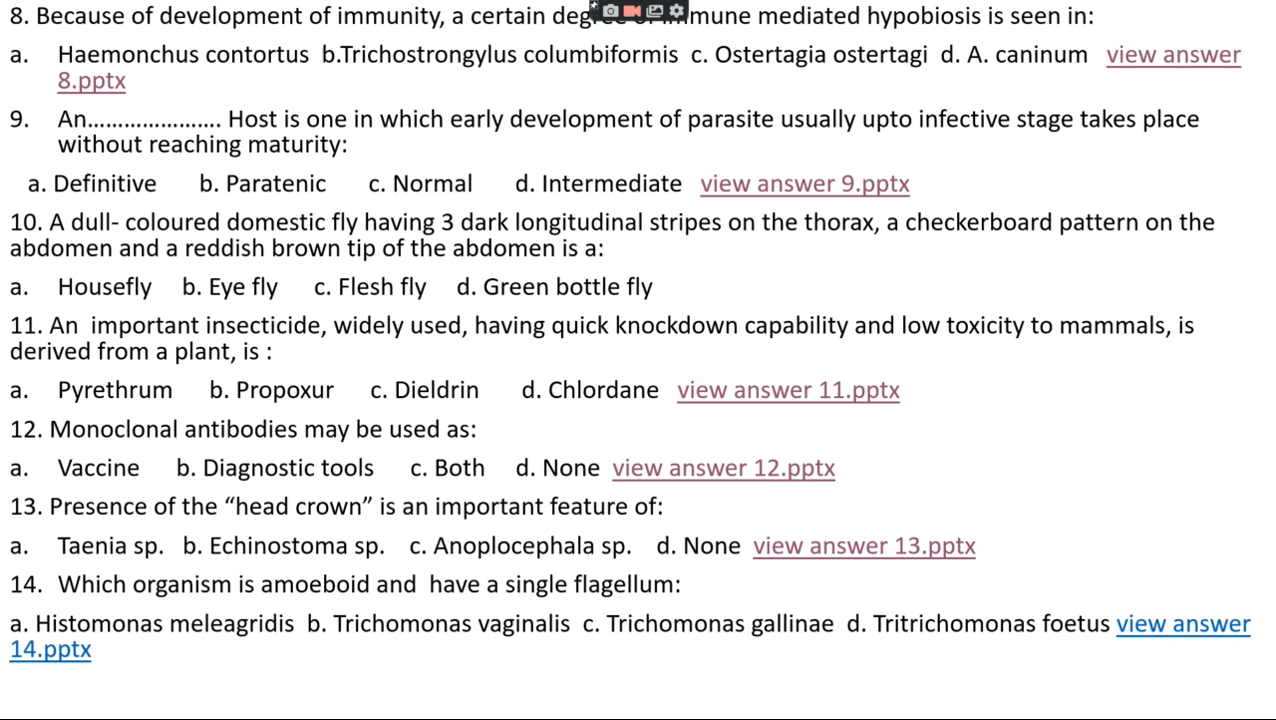 8. Because of development of immunity, a certain immune mediated hypobiosis is seen in:
a. Haemonchus contortus b.Trichostrongylus columbiformis c. Ostertagia ostertagi d. A. caninum view answer
8.pptx
9. An...................... Host is one in which early development of parasite usually upto infective stage takes place
without reaching maturity:
a. Definitive b. Paratenic c. Normal d. Intermediate view answer 9.pptx
10. A dull- coloured domestic fly having 3 dark longitudinal stripes on the thorax, a checkerboard pattern on the
abdomen and a reddish brown tip of the abdomen is a:
a. Housefly b. Eye fly c. Flesh fly d. Green bottle fly
11. An important insecticide, widely used, having quick knockdown capability and low toxicity to mammals, is
derived from a plant, is :
a. Pyrethrum b. Propoxur c. Dieldrin d. Chlordane view answer 11.pptx
12. Monoclonal antibodies may be used as:
a. Vaccine b. Diagnostic tools c. Both d. None view answer 12.pptx
13. Presence of the “head crown” is an important feature of:
a. Taenia sp. b. Echinostoma sp. c. Anoplocephala sp. d. None view answer 13.pptx
14. Which organism is amoeboid and have a single flagellum:
a. Histomonas meleagridis b. Trichomonas vaginalis c. Trichomonas gallinae d. Tritrichomonas foetus view answer
14.pptx